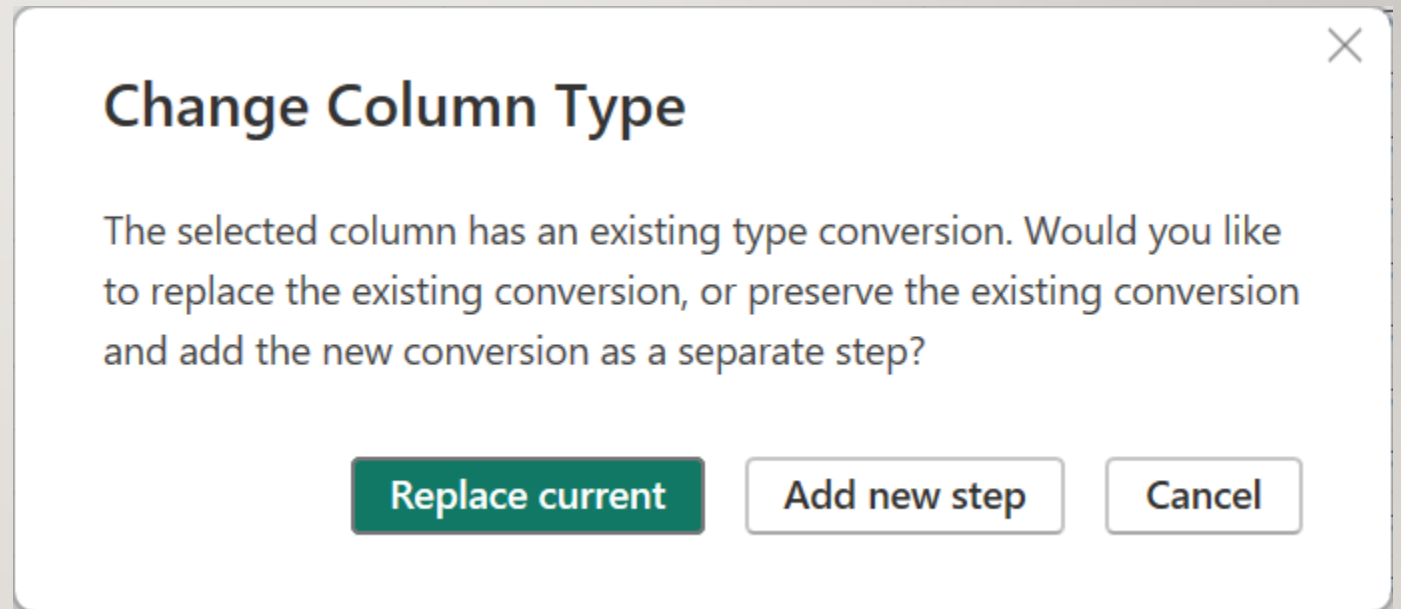 Change Column Type
The selected column has an existing type conversion. Would you like
to replace the existing conversion, or preserve the existing conversion
and add the new conversion as a separate step?
Replace current
Add new step
Cancel